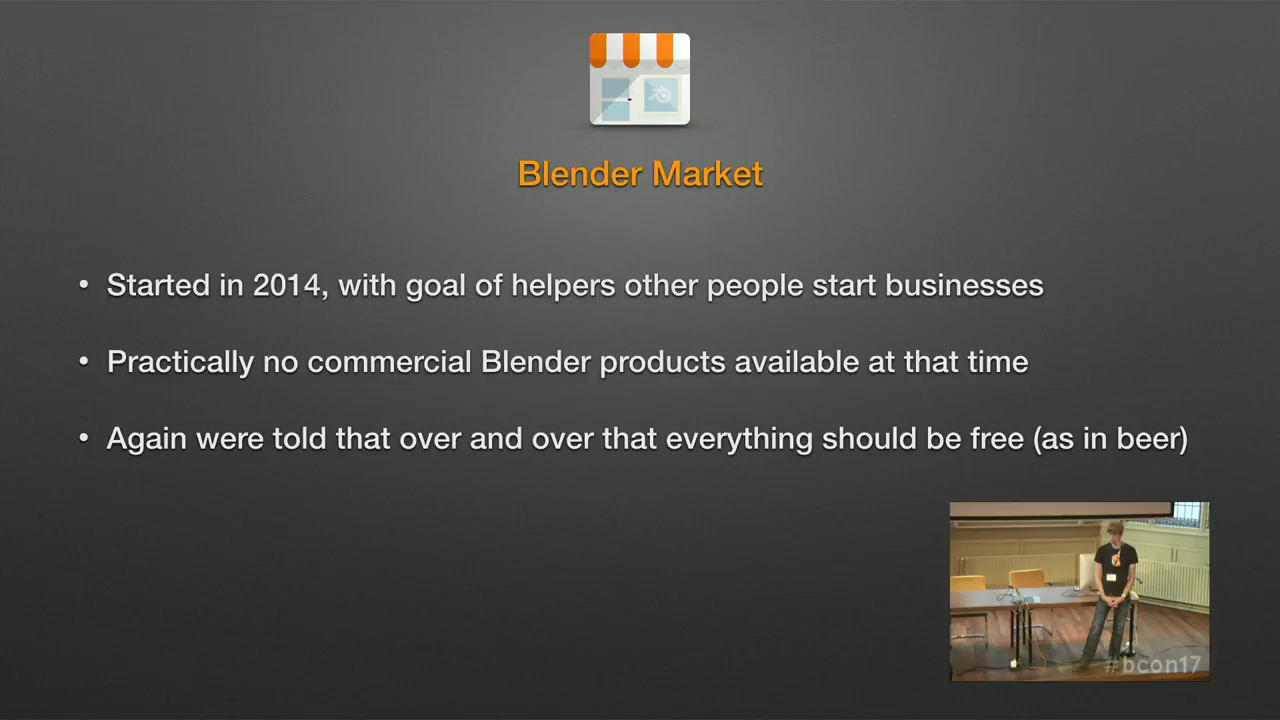 Blender Market
• Started in 2014, with goal of helpers other people start businesses
• Practically no commercial Blender products available at that time
• Again were told that over and over that everything should be free (as in beer)
#bcon17